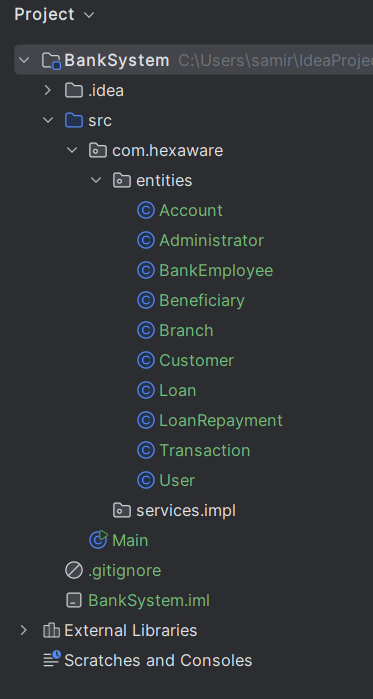 Project
BankSystem C:\Users\samir\IdeaProjec
.idea
src
com.hexaware
entities
Account
Administrator
BankEmployee
Beneficiary
Branch
Customer
Loan
LoanRepayment
Transaction
User
services.impl
Main
.gitignore
BankSystem.iml
External Libraries
Scratches and Consoles